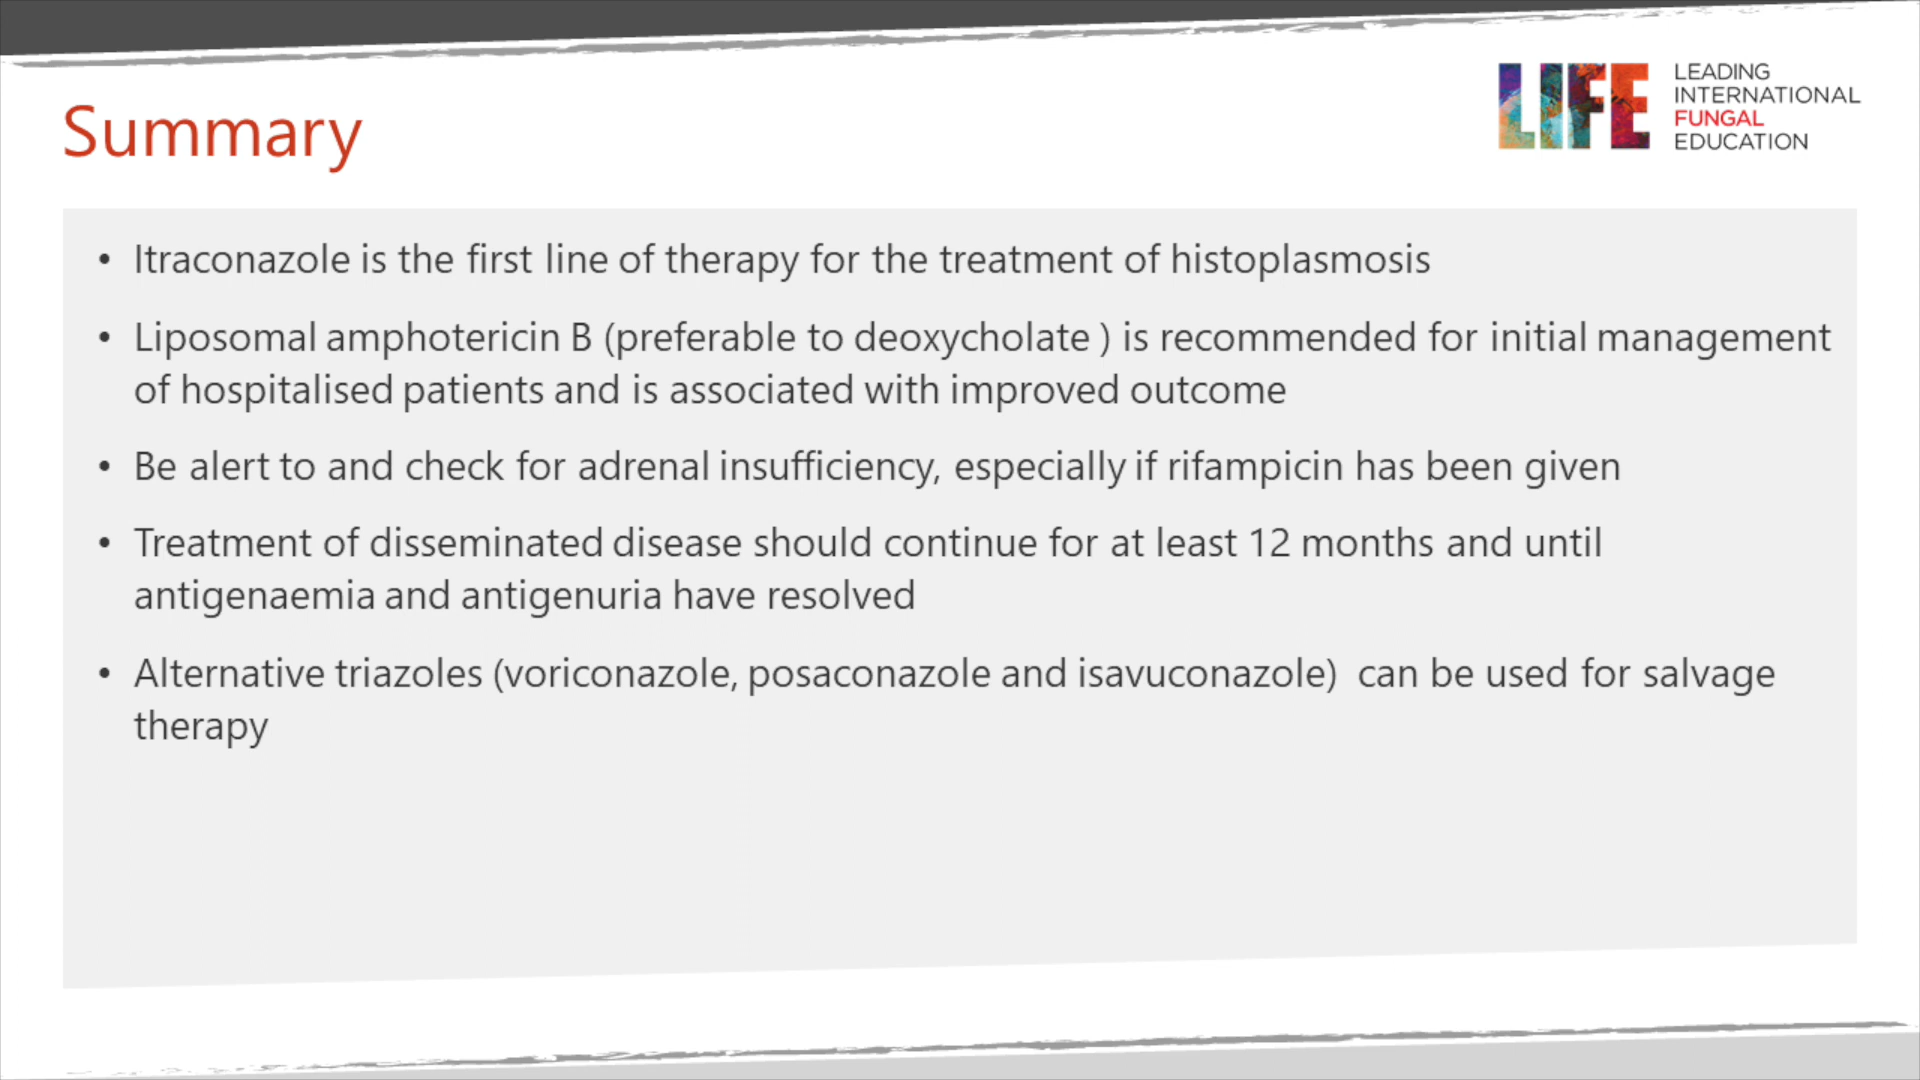 LIFE
LEADING
INTERNATIONAL
FUNGAL
EDUCATION
Summary
• Itraconazole is the first line of therapy for the treatment of histoplasmosis
• Liposomal amphotericin B (preferable to deoxycholate ) is recommended for initial management
of hospitalised patients and is associated with improved outcome
• Be alert to and check for adrenal insufficiency, especially if rifampicin has been given
• Treatment of disseminated disease should continue for at least 12 months and until
antigenaemia and antigenuria have resolved
• Alternative triazoles (voriconazole, posaconazole and isavuconazole)  can be used for salvage
therapy